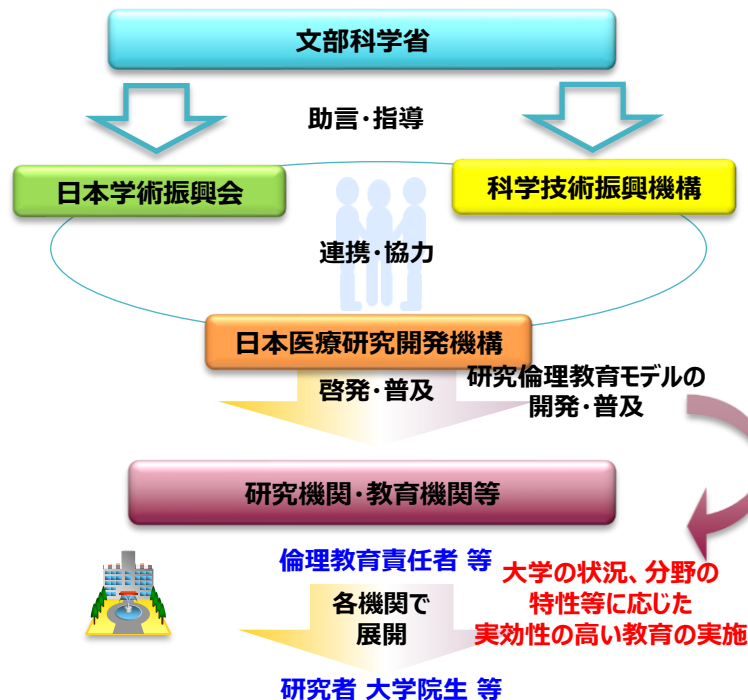 文部科学省
助言・指導
日本学術振興会
科学技術振興機構
連携・協力
日本医療研究開発機構
啓発・普及
研究倫理教育モデルの
開発・普及
研究機関・教育機関等
倫理教育責任者 等
各機関で
展開
大学の状況、分野の
特性等に応じた
実効性の高い教育の実施
研究者 大学院生 等